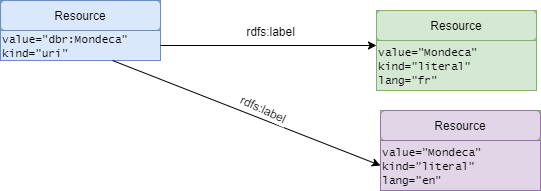 Resource
value="dbr:Mondeca"
kind="uri"
rdfs:label
Resource
value="Mondeca"
kind="literal"
lang="fr"
rdfs:label
Resource
value="Mondeca"
kind="literal"
lang="en"